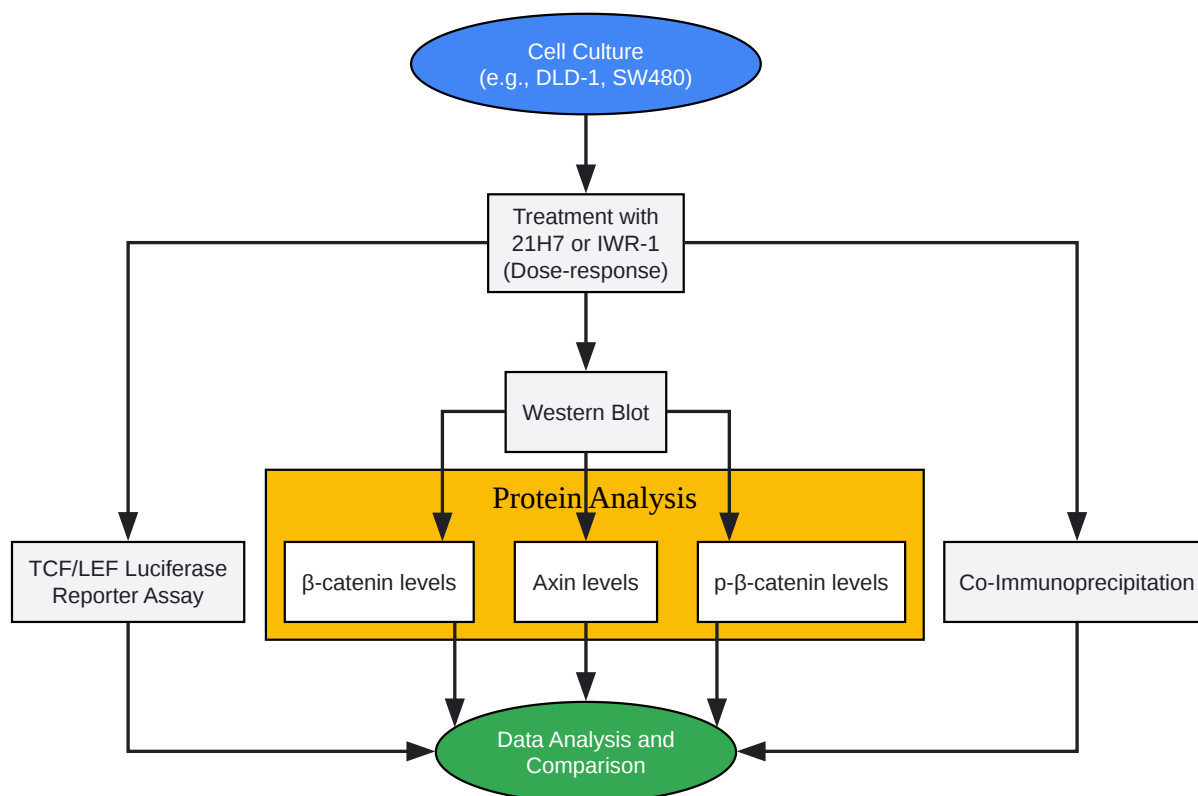 Cell Culture
(e.g., DLD-1, SW480)
Treatment with
21H7 or IWR-1
(Dose-response)
Western Blot
Protein Analysis
TCF/LEF Luciferase
Reporter Assay
β-catenin levels
Axin levels
p-β-catenin levels
Co-Immunoprecipitation
Data Analysis and
Comparison